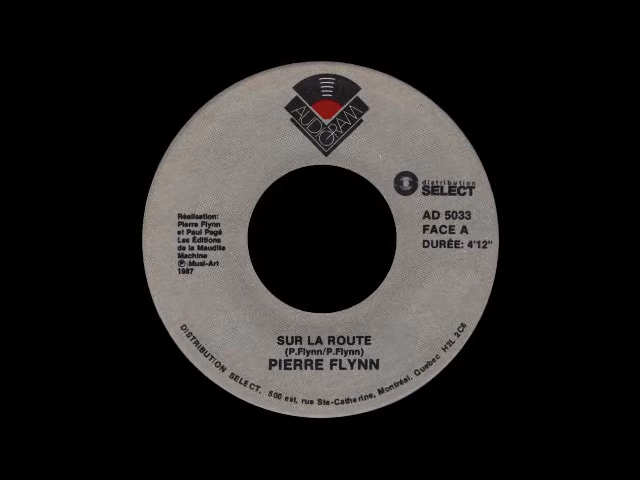 AUDIOGRAM
distribution
SELECT
AD 5033
FACE A
DURÉE: 4'12"
Réalisation:
Pierre Flynn
et Paul Pagé
Les Éditions
de la Maudite
Machine
Ⓟ Musi-Art
1987
SUR LA ROUTE
(P.Flynn/P.Flynn)
PIERRE FLYNN
DISTRIBUTION SELECT, 500 est, rue Ste-Catherine, Montréal. Quebec H2L 2C6